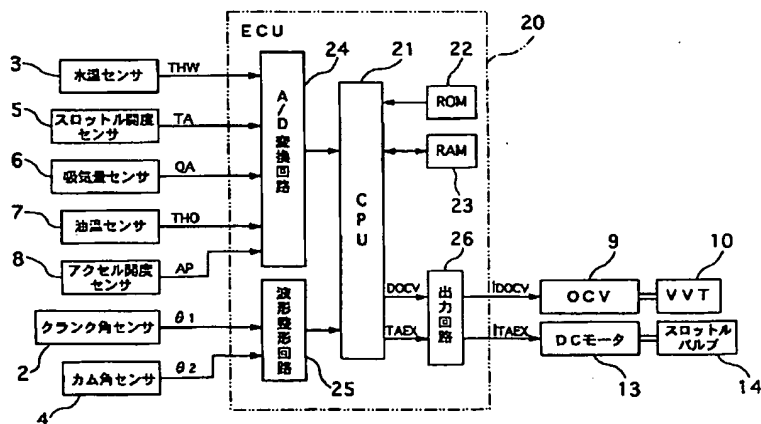 ECU
20
24
21
22
3
水温センサ
THW
5
スロットル開度
センサ
TA
6
吸気量センサ
QA
7
油温センサ
THO
8
アクセル開度
センサ
AP
A/D変換回路
CPU
ROM
RAM
23
26
9
10
DOCV
出力回路
IDOCV
OCV
VVT
TAEX
ITAEX
DCモータ
スロットル
バルブ
13
14
クランク角センサ
θ1
2
カム角センサ
θ2
4
波形整形回路
25